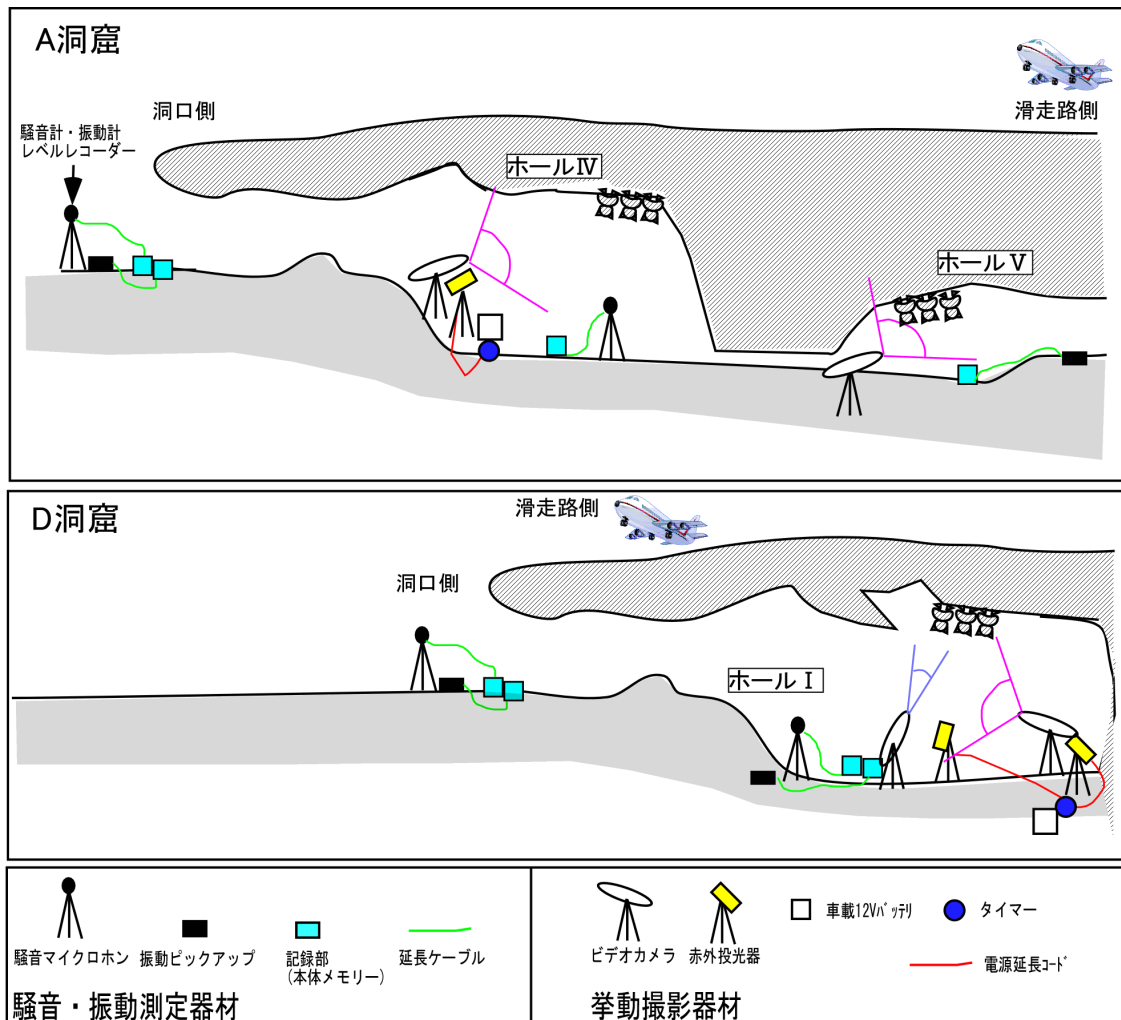 A洞窟
洞口側
滑走路側
騒音計・振動計
レベルレコーダー
ホールⅣ
ホールⅤ
D洞窟
滑走路側
洞口側
ホールⅠ
騒音マイクロホン
振動ピックアップ
記録部
(本体メモリー)
延長ケーブル
騒音・振動測定器材
ビデオカメラ
赤外投光器
車載12Vバッテリ
タイマー
電源延長コード
挙動撮影器材